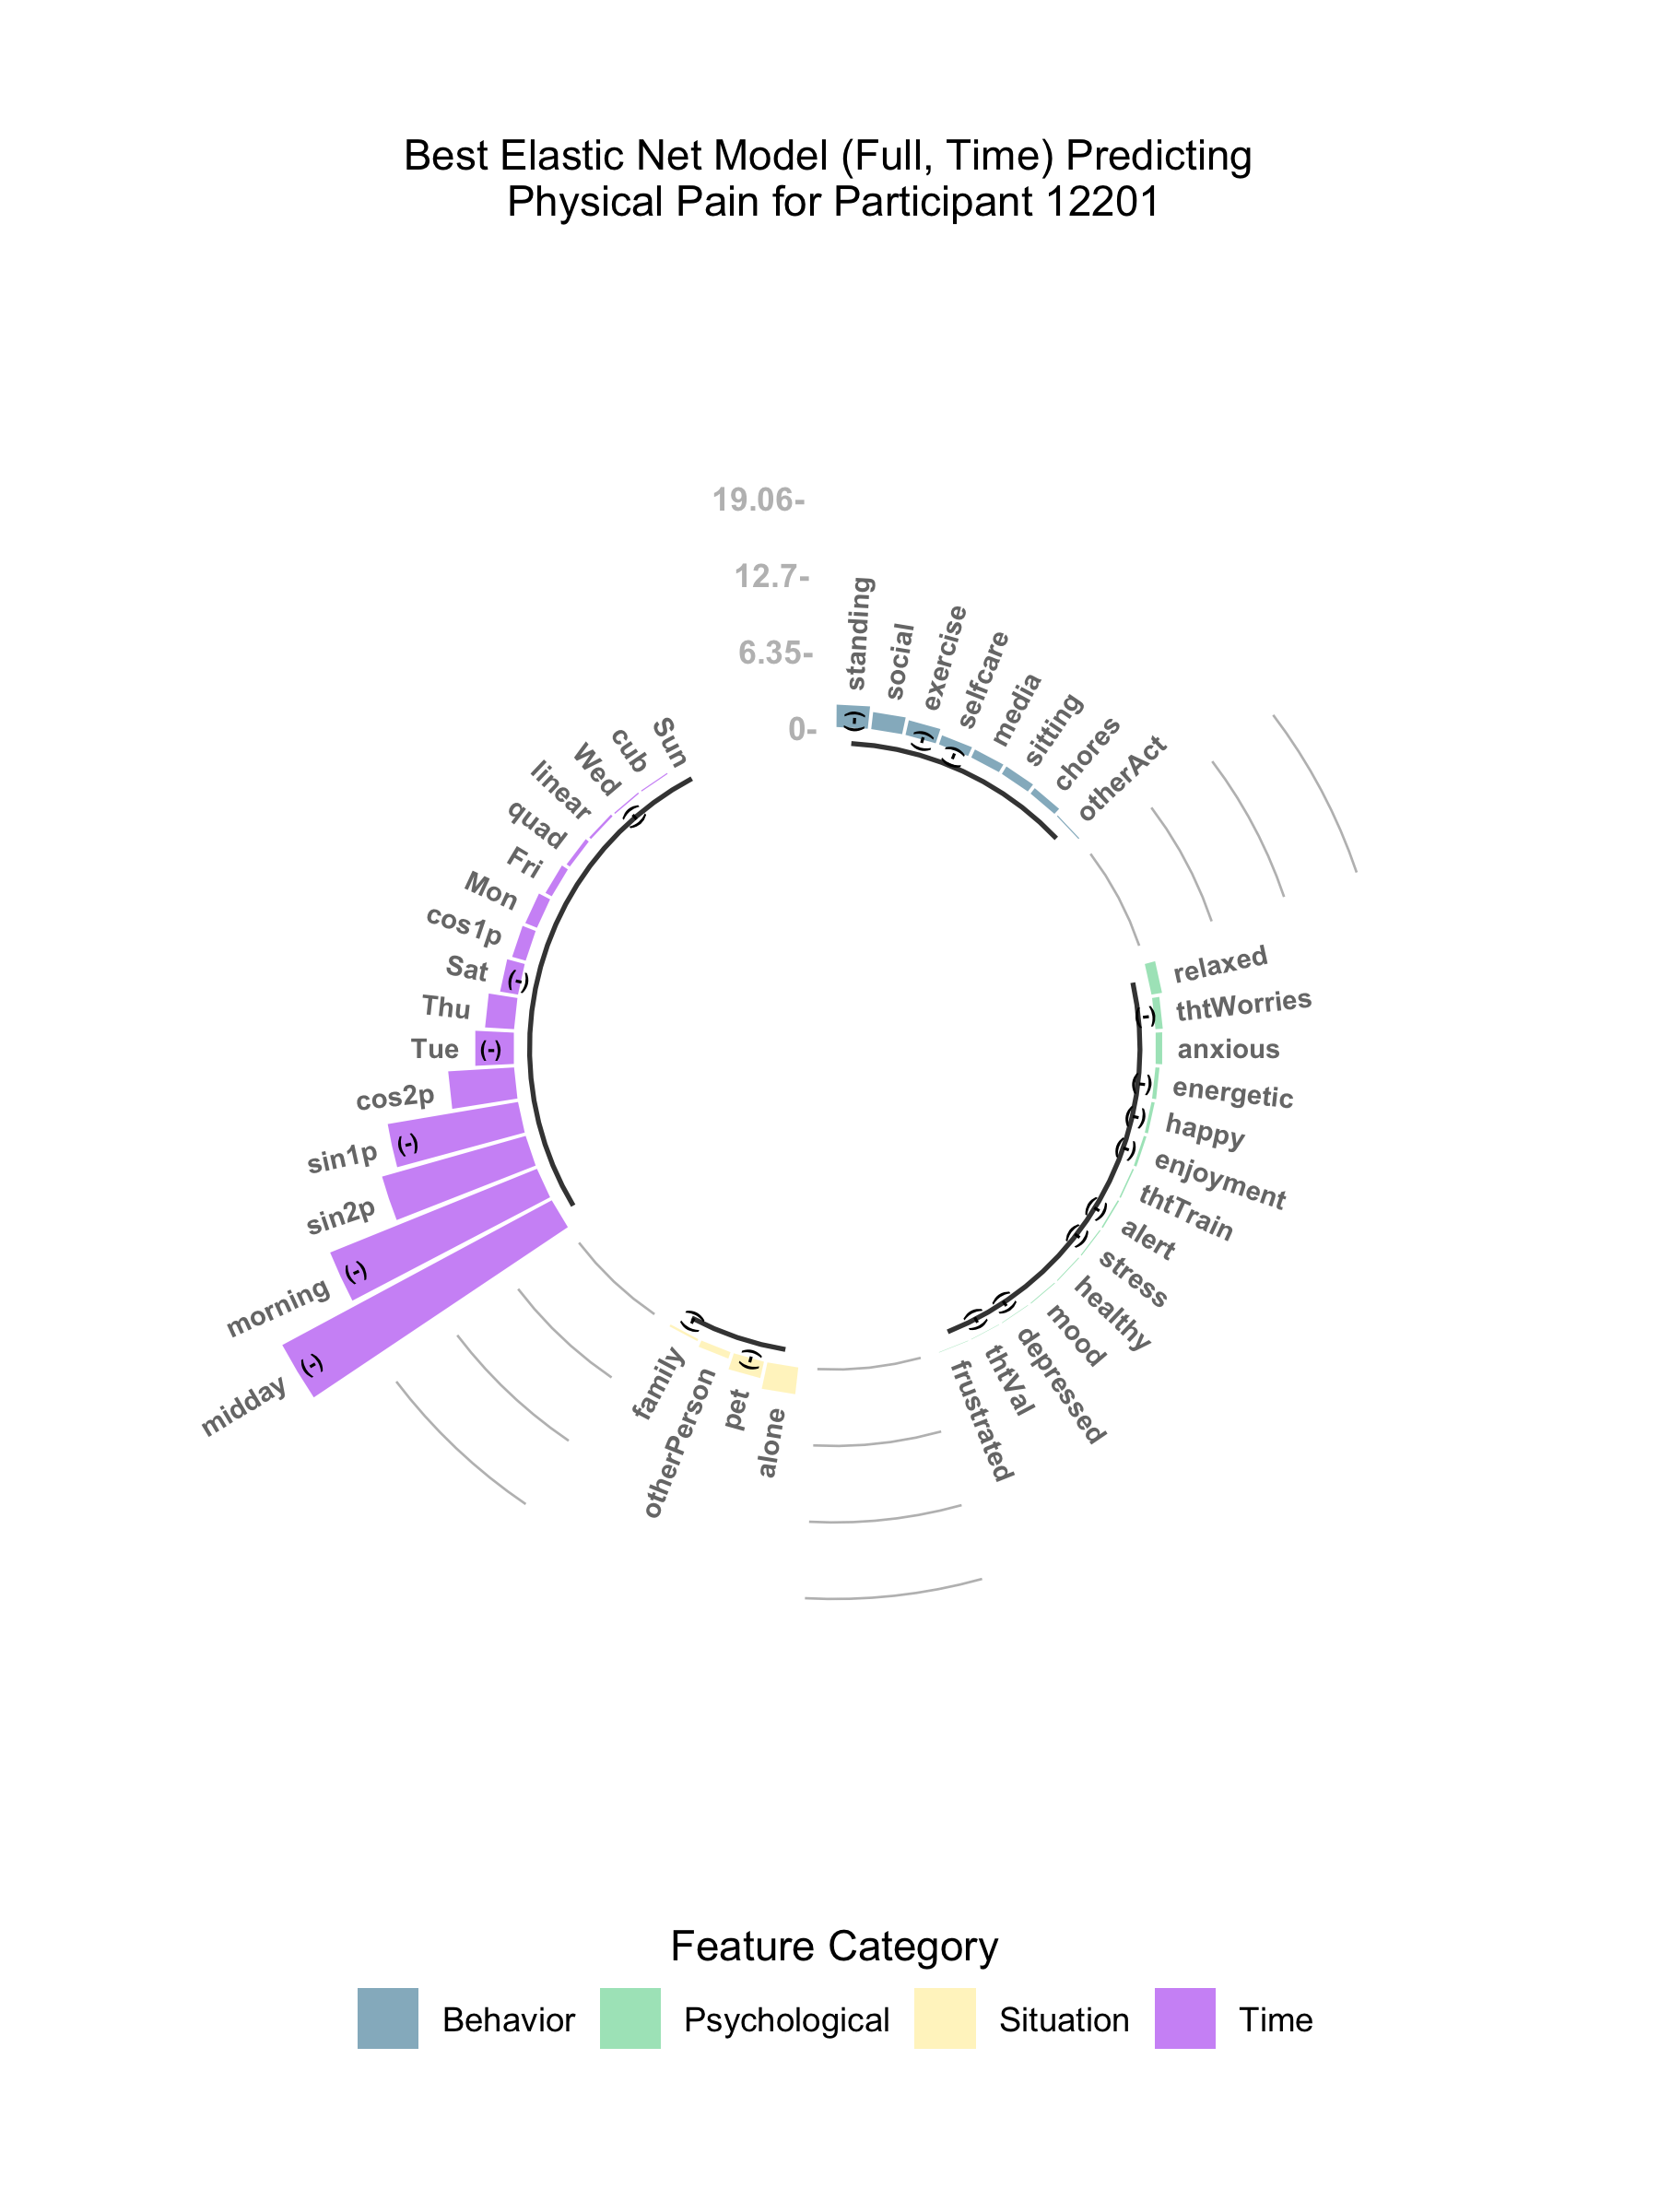 Best Elastic Net Model (Full, Time) Predicting
Physical Pain for Participant 12201
19.06-
12.7-
6.35-
0-
standing
(-)
social
exercise
(-)
selfcare
(-)
media
sitting
chores
otherAct
relaxed
thtWorries
(-)
anxious
energetic
(-)
happy
(-)
enjoyment
(-)
thtTrain
alert
(-)
stress
(-)
healthy
mood
depressed
(-)
thtVal
(-)
frustrated
alone
pet
(-)
otherPerson
family
(-)
midday
(-)
morning
(-)
sin2p
sin1p
(-)
cos2p
Tue
(-)
Thu
Sat
(-)
cos1p
Mon
Fri
quad
linear
Wed
(-)
cub
Sun
Feature Category
Behavior
Psychological
Situation
Time